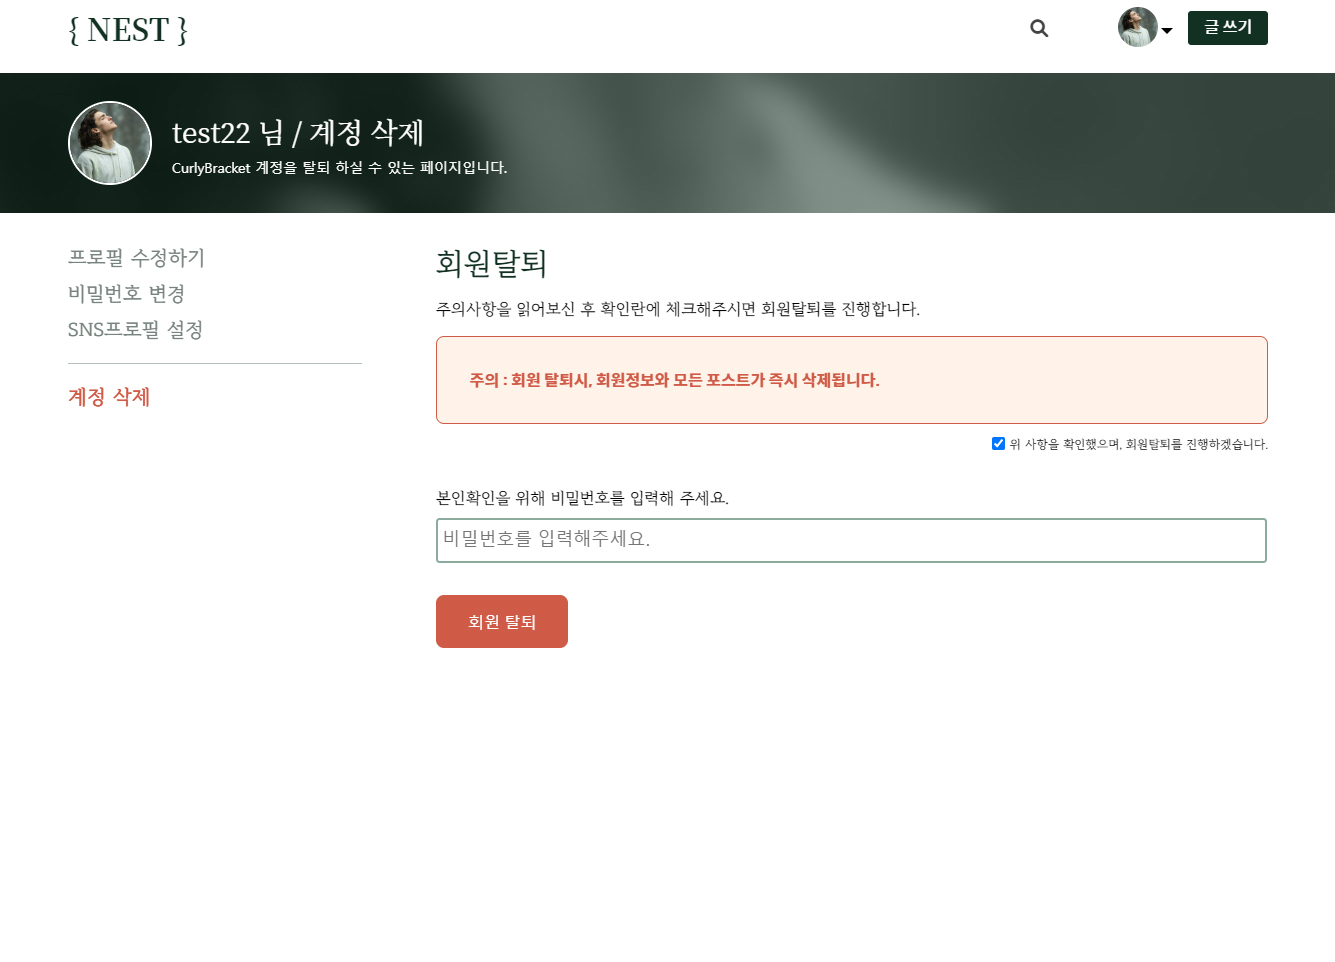 { NEST }
글 쓰기
test22 님 / 계정 삭제
CurlyBracket 계정을 탈퇴 하실 수 있는 페이지입니다.
프로필 수정하기
비밀번호 변경
SNS프로필 설정
계정 삭제
회원탈퇴
주의사항을 읽어보신 후 확인란에 체크해주시면 회원탈퇴를 진행합니다.
주의 : 회원 탈퇴시, 회원정보와 모든 포스트가 즉시 삭제됩니다.
위 사항을 확인했으며, 회원탈퇴를 진행하겠습니다.
본인확인을 위해 비밀번호를 입력해 주세요.
비밀번호를 입력해주세요.
회원 탈퇴